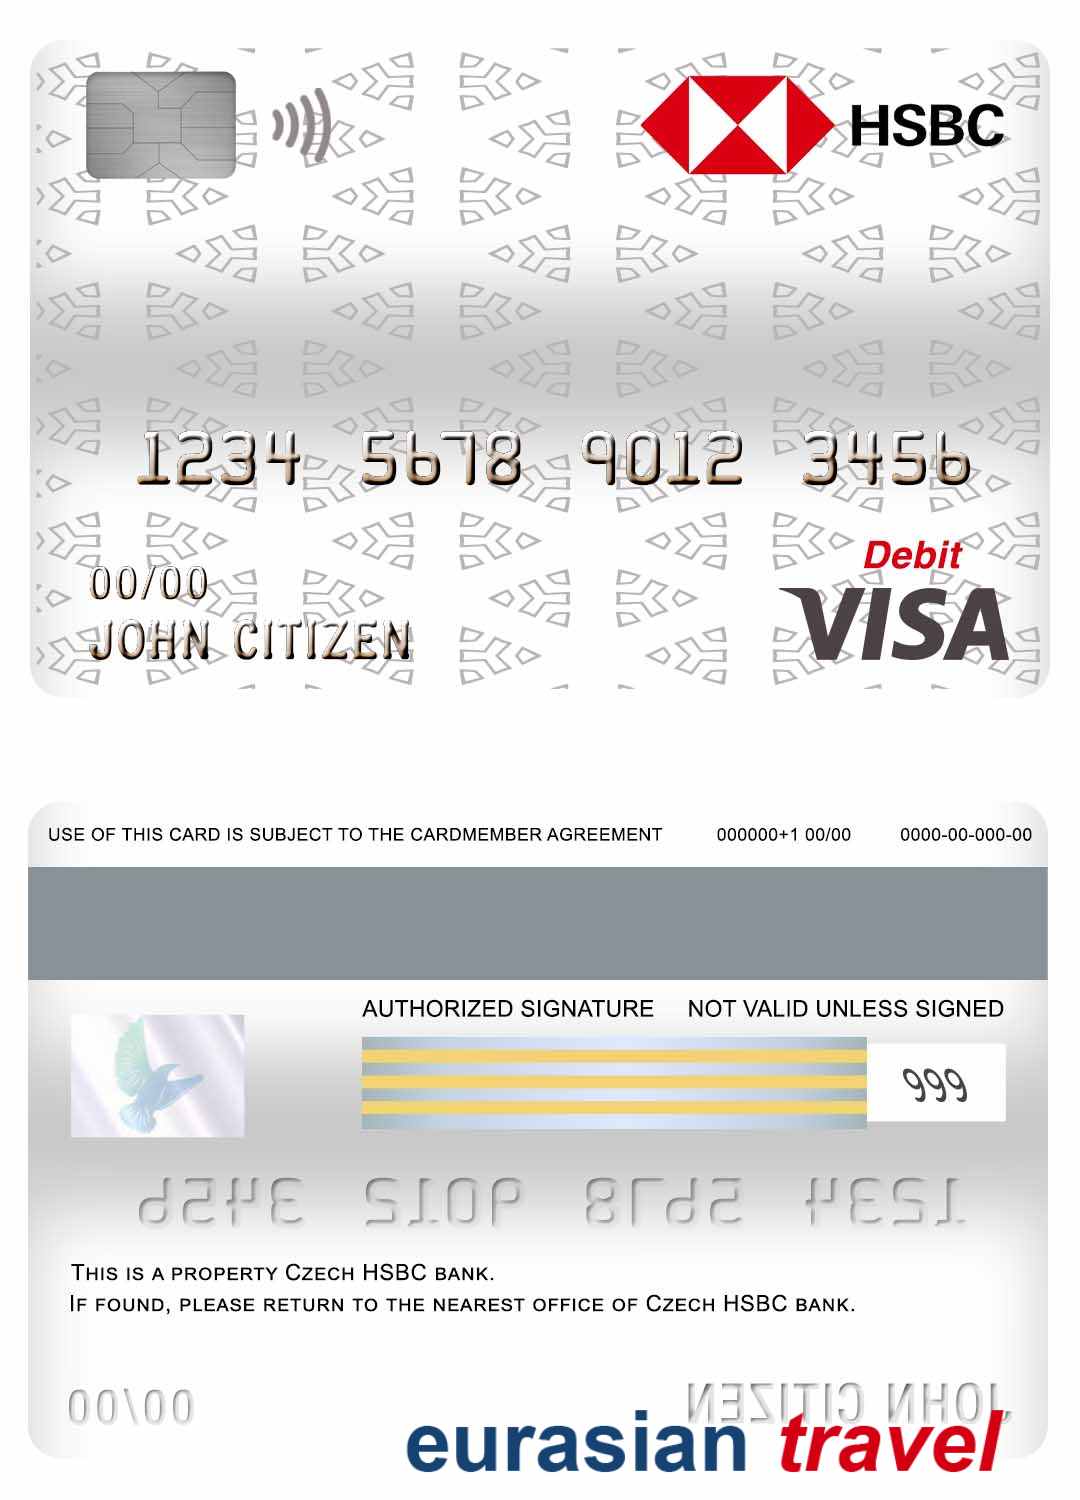 HSBC
1234 5678 9012 3456
Debit
00/00
VISA
JOHN CITIZEN
USE OF THIS CARD IS SUBJECT TO THE CARDMEMBER AGREEMENT 000000+1 00/00 0000-00-000-00
AUTHORIZED SIGNATURE NOT VALID UNLESS SIGNED
999
1234 5678 9012 3456
THIS IS A PROPERTY CZECH HSBC BANK.
IF FOUND, PLEASE RETURN TO THE NEAREST OFFICE OF CZECH HSBC BANK.
00/00 JOHN CITIZEN
eurasian travel